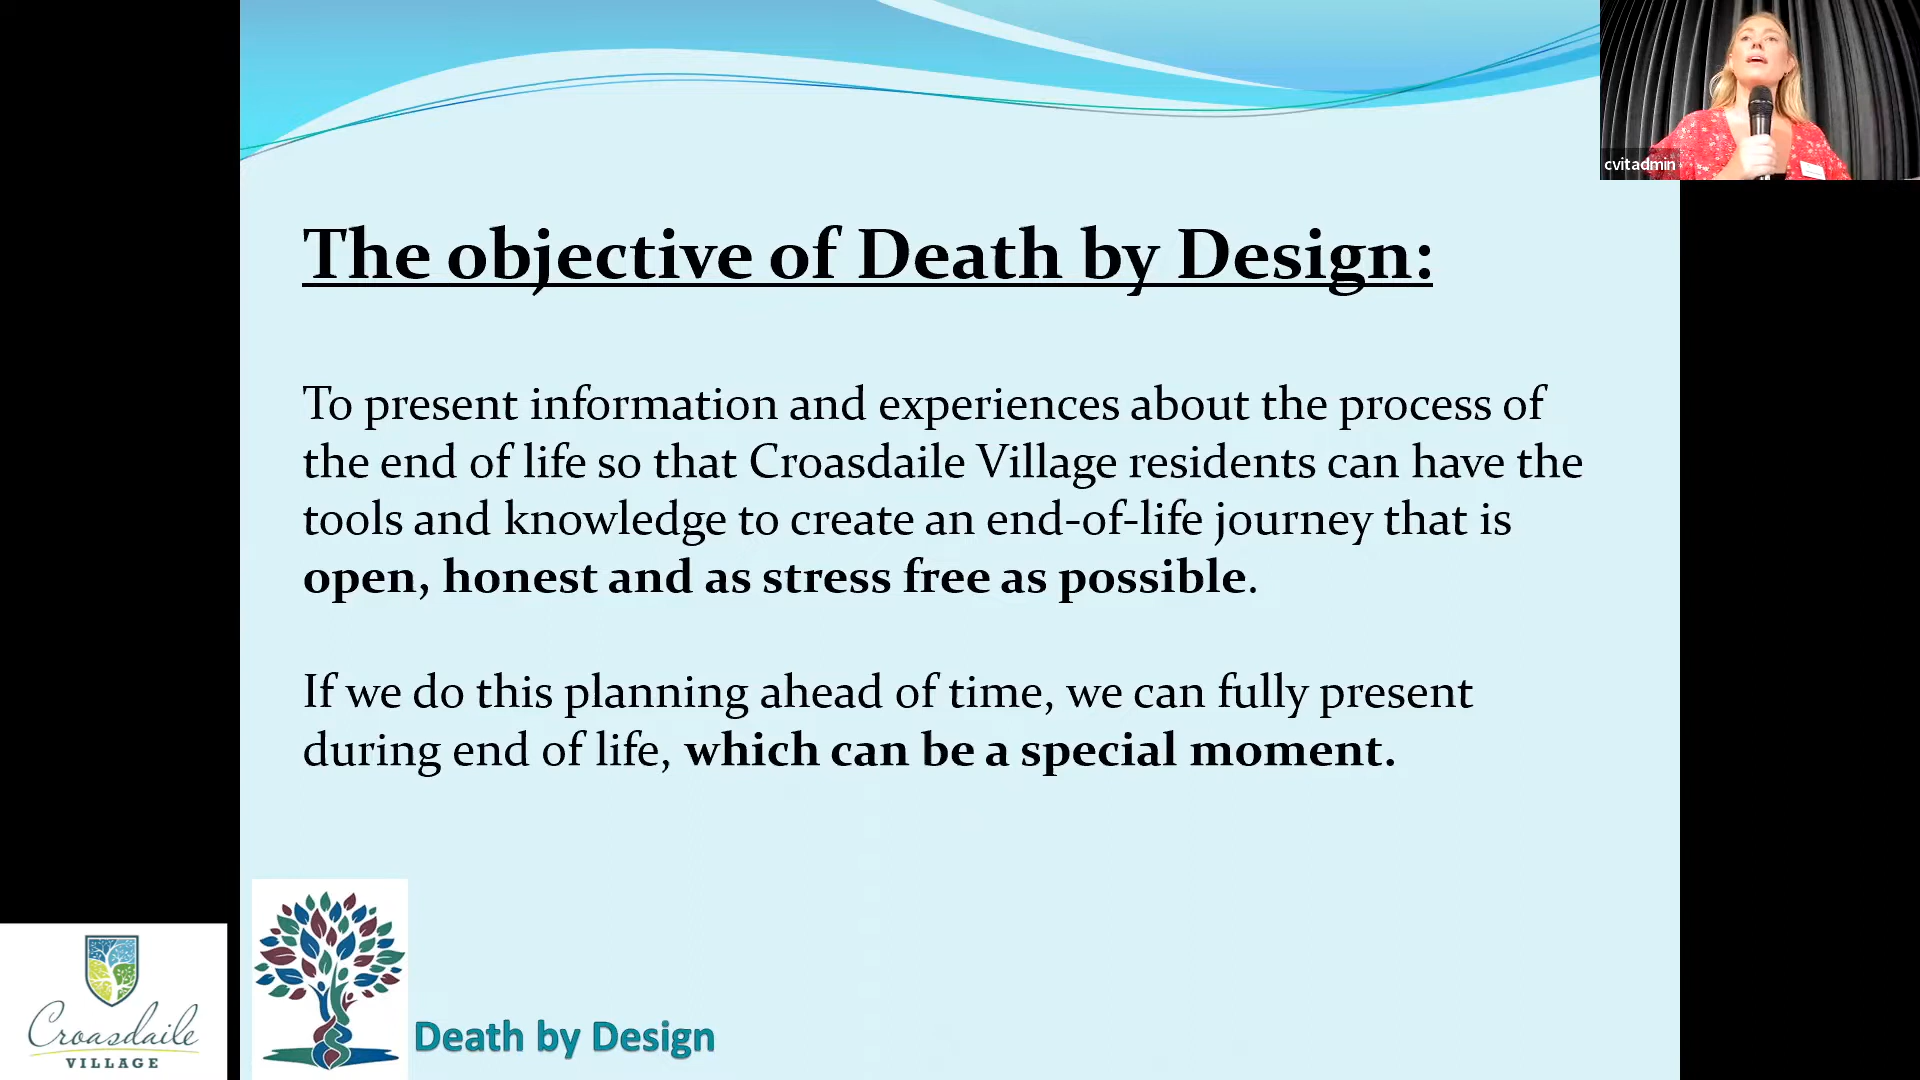 cvitadmin
The objective of Death by Design:
To present information and experiences about the process of
the end of life so that Croasdaile Village residents can have the
tools and knowledge to create an end-of-life journey that is
open, honest and as stress free as possible.
If we do this planning ahead of time, we can fully present
during end of life, which can be a special moment.
Croasdaile
VILLAGE
Death by Design